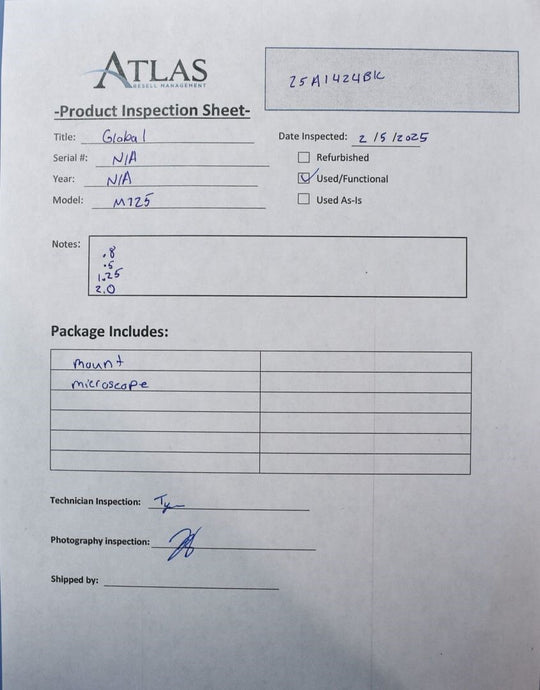 ATLAS
RESELL MANAGEMENT
25A1424BK
-Product Inspection Sheet-
Title: Global
Date Inspected: 2/5/2025
Serial #: N/A
Refurbished
Year: N/A
Used/Functional
Model: M725
Used As-Is
Notes:
.8
.5
1.25
2.0
Package Includes:
mount
microscope
Technician Inspection: Ty
Photography inspection:
Shipped by: